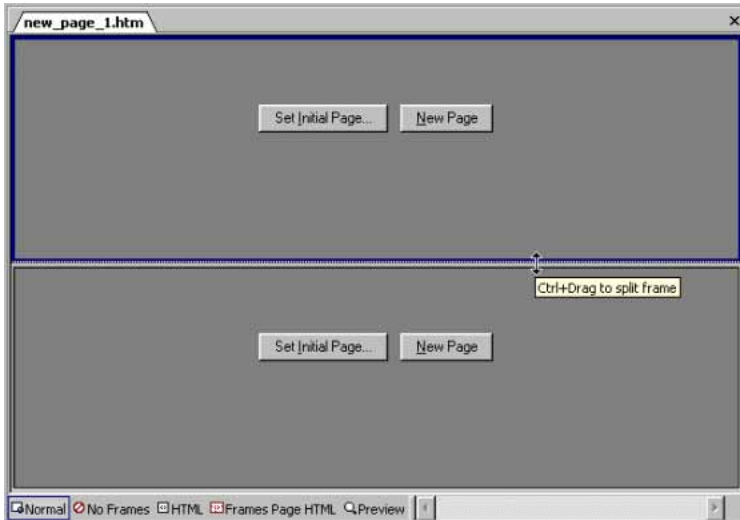 new_page_1.htm
Set Initial Page... New Page
Ctrl+Drag to split frame
Set Initial Page... New Page
Normal No Frames HTML Frames Page HTML Preview